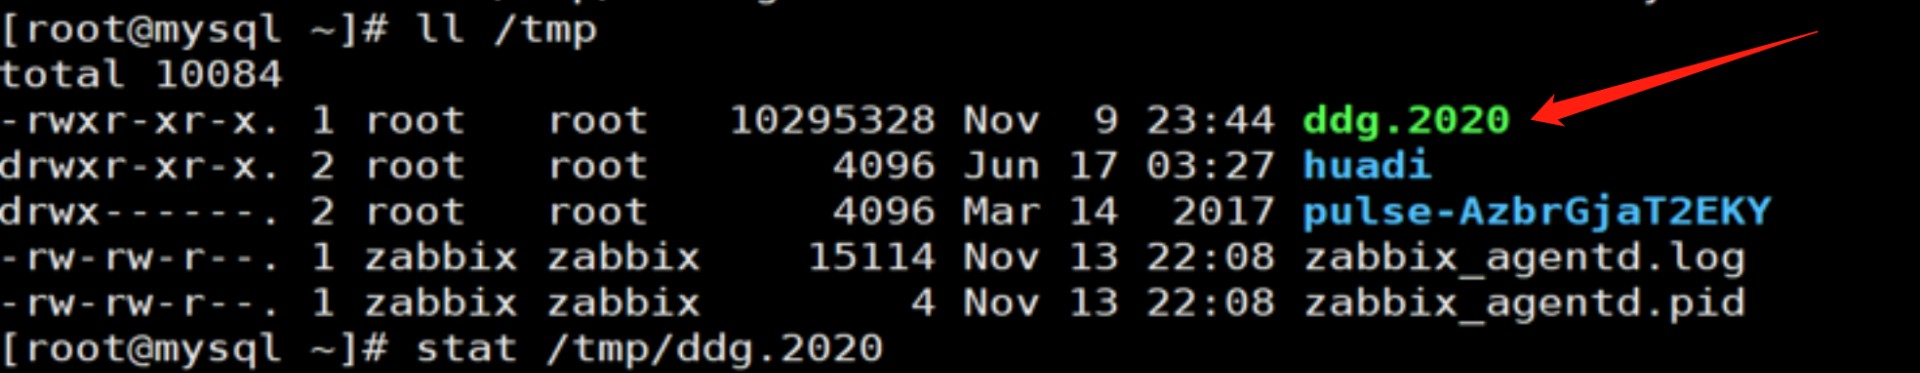 [root@mysql ~]# ll /tmp
total 10084
-rwxr-xr-x. 1 root   root   10295328 Nov  9 23:44 ddg.2020
drwxr-xr-x. 2 root   root       4096 Jun 17 03:27 huadi
drwx------. 2 root   root       4096 Mar 14  2017 pulse-AzbrGjaT2EKY
-rw-rw-r--. 1 zabbix zabbix    15114 Nov 13 22:08 zabbix_agentd.log
-rw-rw-r--. 1 zabbix zabbix        4 Nov 13 22:08 zabbix_agentd.pid
[root@mysql ~]# stat /tmp/ddg.2020